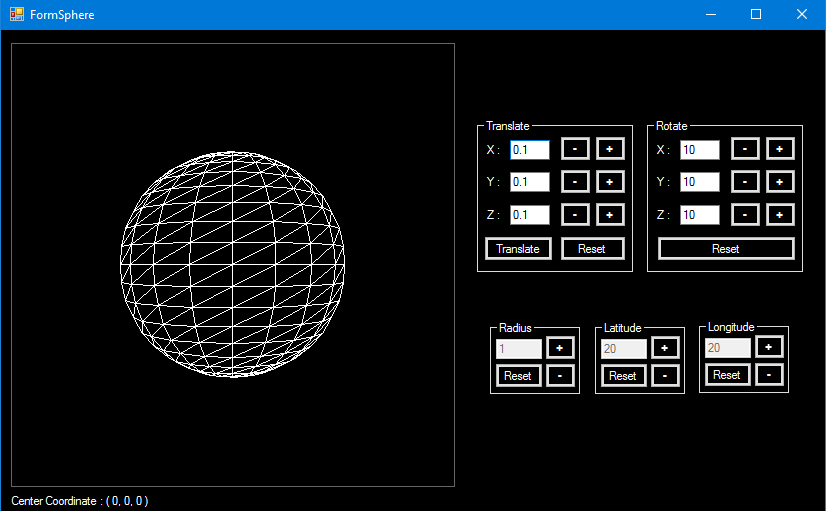 FormSphere
Translate
X : 0.1 - +
Y : 0.1 - +
Z : 0.1 - +
Translate Reset
Rotate
X : 10 - +
Y : 10 - +
Z : 10 - +
Reset
Radius
1 +
Reset -
Latitude
20 +
Reset -
Longitude
20 +
Reset -
Center Coordinate : ( 0, 0, 0 )